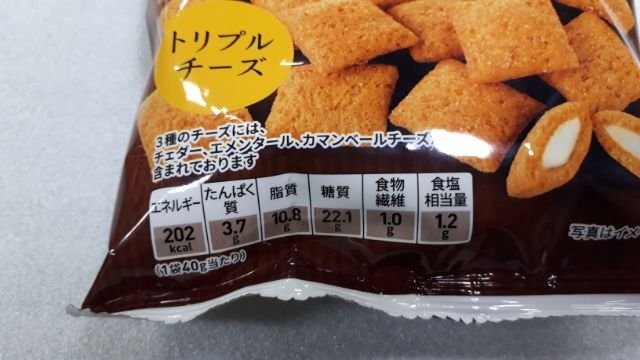 トリプル
チーズ
3種のチーズには、
チェダー、エメンタール、カマンベールチーズ
含まれております
エネルギー
202
kcal
たんぱく
質
3.7
g
脂質
10.8
g
糖質
22.1
g
食物
繊維
1.0
g
食塩
相当量
1.2
g
(1袋40g当たり)
写真はイメ